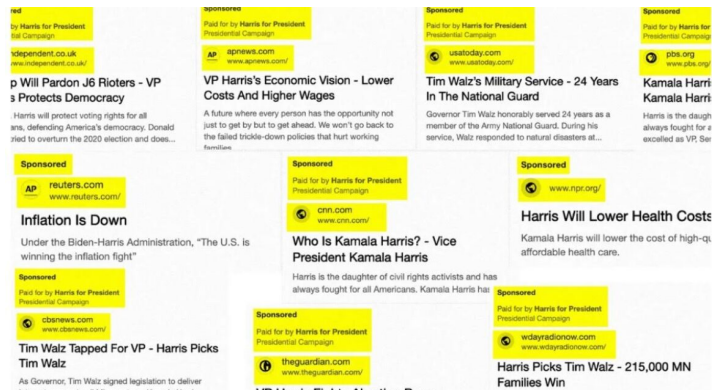 Sponsored
Paid for by Harris for President
Presidential Campaign
apnews.com
www.apnews.com/
VP Harris's Economic Vision - Lower
Costs And Higher Wages
A future where every person has the opportunity not
just to get by but to get ahead. We won't go back to
the failed trickle-down policies that hurt working
families
by Harris for President
tial Campaign
ndependent.co.uk
www.independent.co.uk/
p Will Pardon J6 Rioters - VP
s Protects Democracy
Harris will protect voting rights for all
ans, defending America's democracy. Donald
tried to overturn the 2020 election and does...
Sponsored
Paid for by Harris for President
Presidential Campaign
usatoday.com
www.usatoday.com/
Tim Walz's Military Service - 24 Years
In The National Guard
Governor Tim Walz honorably served 24 years as a
member of the Army National Guard. During his
service, Walz responded to natural disasters at...
Sponsored
Paid for by Harris for
Presidential Campaign
pbs.org
www.pbs.org/
Kamala Harri
Kamala Harri
Harris is the daugh
always fought for a
excelled as VP, Sen
Sponsored
AP
reuters.com
www.reuters.com/
Inflation Is Down
Under the Biden-Harris Administration, "The U.S. is
winning the inflation fight"
Sponsored
Paid for by Harris for President
Presidential Campaign
cnn.com
www.cnn.com/
Who Is Kamala Harris? - Vice
President Kamala Harris
Harris is the daughter of civil rights activists and has
always fought for all Americans. Kamala Harris has
Sponsored
www.npr.org/
Harris Will Lower Health Costs
Kamala Harris will lower the cost of high-qu
affordable health care.
Sponsored
Paid for by Harris for President
Presidential Campaign
cbsnews.com
www.cbsnews.com/
Tim Walz Tapped For VP - Harris Picks
Tim Walz
As Governor, Tim Walz signed legislation to deliver
Sponsored
Paid for by Harris for President
Presidential Campaign
theguardian.com
www.theguardian.com/
Sponsored
Paid for by Harris for President
Presidential Campaign
wdayradionow.com
www.wdayradionow.com/
Harris Picks Tim Walz - 215,000 MN
Families Win